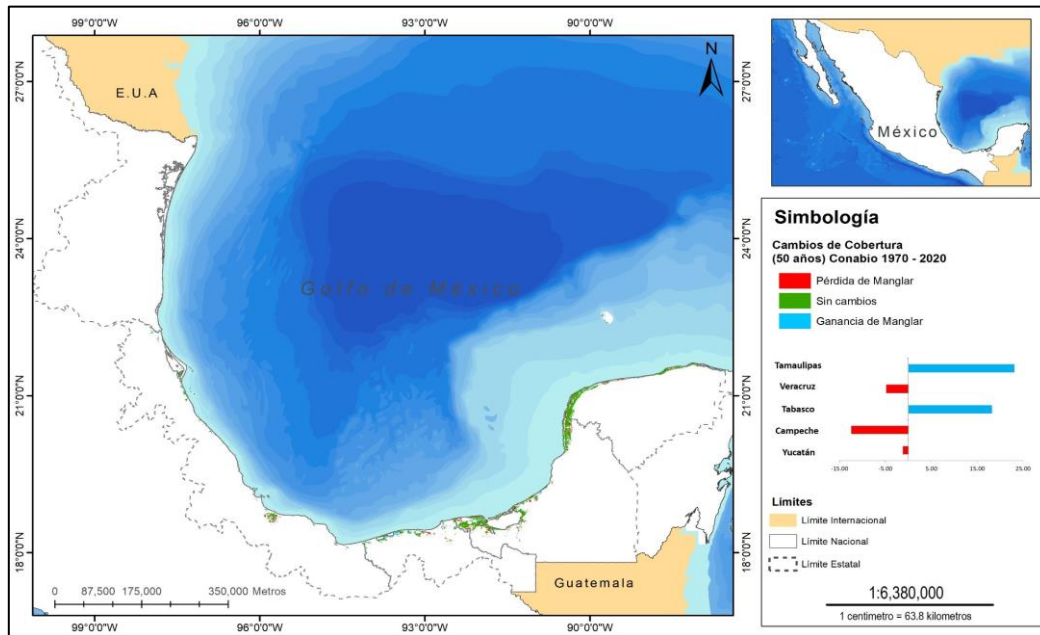 99°0'0"W 96°0'0"W 93°0'0"W 90°0'0"W
27°0'0"N
24°0'0"N
21°0'0"N
18°0'0"N
E.U.A
N
Golfo de México
Guatemala
0 87,500 175,000 350,000 Metros
27°0'0"N
24°0'0"N
21°0'0"N
18°0'0"N
99°0'0"W 96°0'0"W 93°0'0"W 90°0'0"W
México
Simbología
Cambios de Cobertura
(50 años) Conabio 1970 - 2020
Pérdida de Manglar
Sin cambios
Ganancia de Manglar
Tamaulipas
Veracruz
Tabasco
Campeche
Yucatán
-15.00 -5.00 5.00 15.00 25.00
Límites
Límite Internacional
Límite Nacional
Límite Estatal
1:6,380,000
1 centímetro = 63.8 kilometros